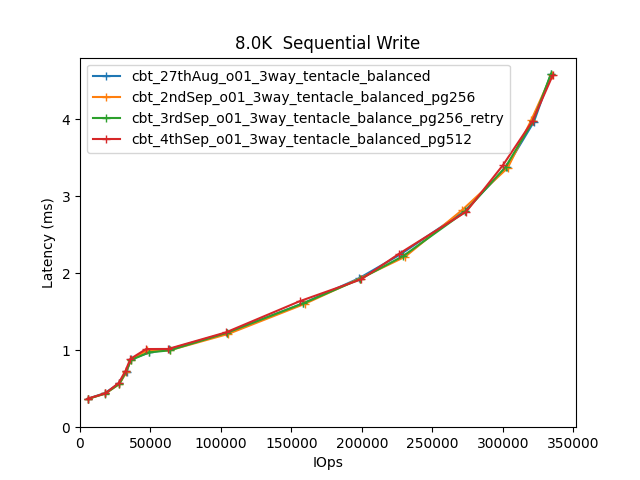 8.0K  Sequential Write
cbt_27thAug_o01_3way_tentacle_balanced
cbt_2ndSep_o01_3way_tentacle_balanced_pg256
cbt_3rdSep_o01_3way_tentacle_balance_pg256_retry
cbt_4thSep_o01_3way_tentacle_balanced_pg512
Latency (ms)
4
3
2
1
0
0 50000 100000 150000 200000 250000 300000 350000
IOps